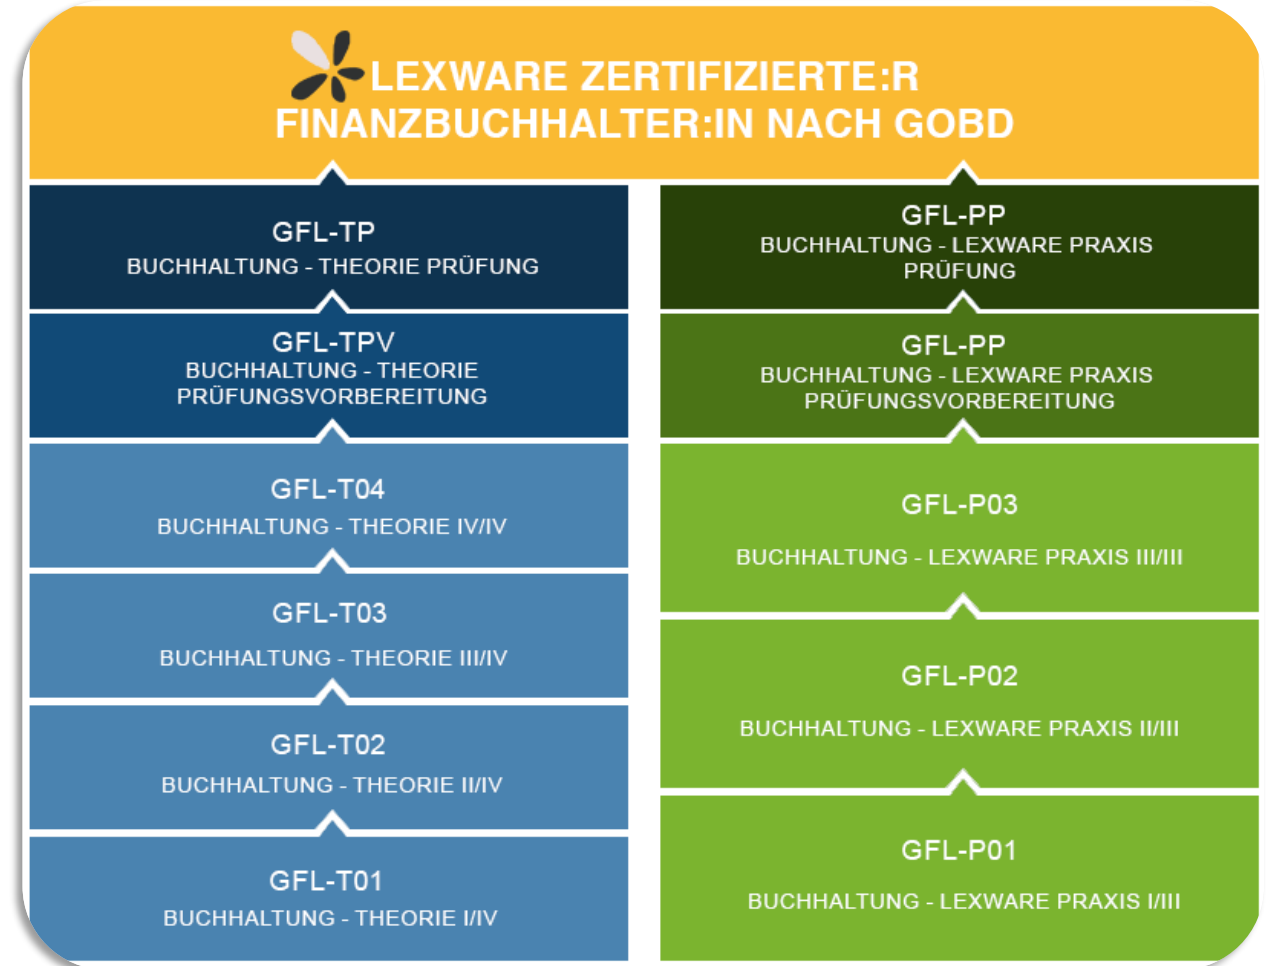 LEXWARE ZERTIFIZIERTE:R
FINANZBUCHHALTER:IN NACH GOBD
GFL-TP
BUCHHALTUNG - THEORIE PRÜFUNG
GFL-TPV
BUCHHALTUNG - THEORIE
PRÜFUNGSVORBEREITUNG
GFL-T04
BUCHHALTUNG - THEORIE IV/IV
GFL-T03
BUCHHALTUNG - THEORIE III/IV
GFL-T02
BUCHHALTUNG - THEORIE II/IV
GFL-T01
BUCHHALTUNG - THEORIE I/IV
GFL-PP
BUCHHALTUNG - LEXWARE PRAXIS
PRÜFUNG
GFL-PP
BUCHHALTUNG - LEXWARE PRAXIS
PRÜFUNGSVORBEREITUNG
GFL-P03
BUCHHALTUNG - LEXWARE PRAXIS III/III
GFL-P02
BUCHHALTUNG - LEXWARE PRAXIS II/III
GFL-P01
BUCHHALTUNG - LEXWARE PRAXIS I/III